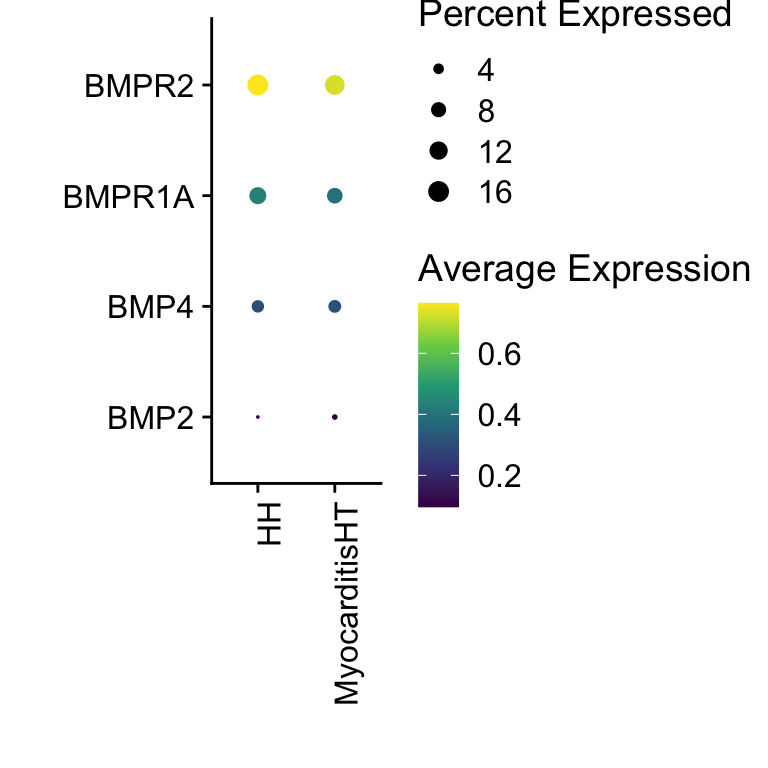 BMPR2
BMPR1A
BMP4
BMP2
HH
MyocarditisHT
Percent Expressed
4
8
12
16
Average Expression
0.6
0.4
0.2